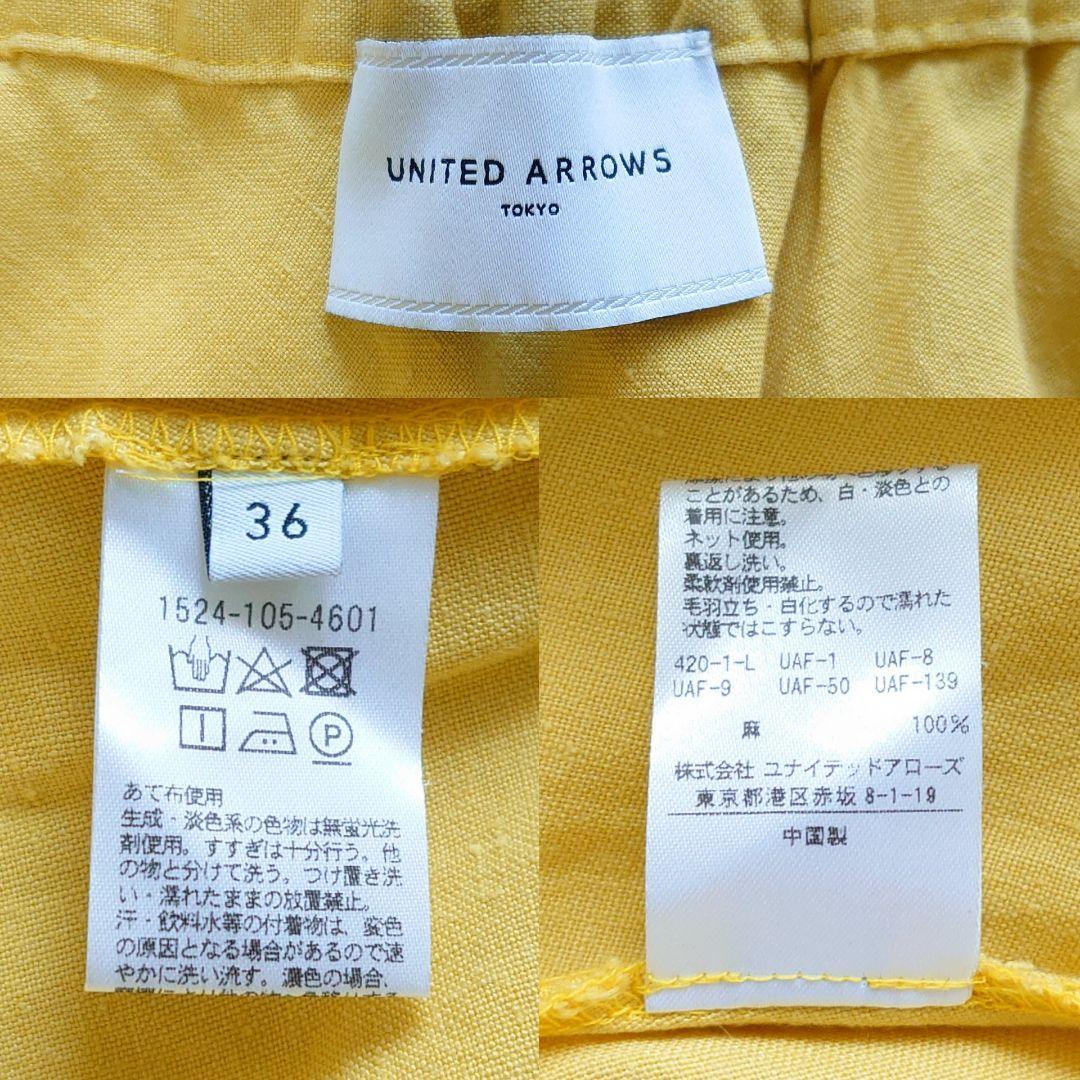 UNITED ARROWS
TOKYO
36
1524-105-4601
P
あて布使用
生成・淡色系の色物は無蛍光洗
剤使用。すすぎは十分行う。他
の物と分けて洗う。つけ置き洗
い・濡れたままの放置禁止。
汗・飲料水等の付着物は、変色
の原因となる場合があるので速
やかに洗い流す。濃色の場合、
ことがあるため、白・淡色との
着用に注意。
ネット使用。
裏返し洗い。
柔軟剤使用禁止。
毛羽立ち・白化するので濡れた
状態ではこすらない。
420-1-L UAF-1 UAF-8
UAF-9 UAF-50 UAF-139
麻 100%
株式会社 ユナイテッドアローズ
東京都港区赤坂 8-1-19
中国製